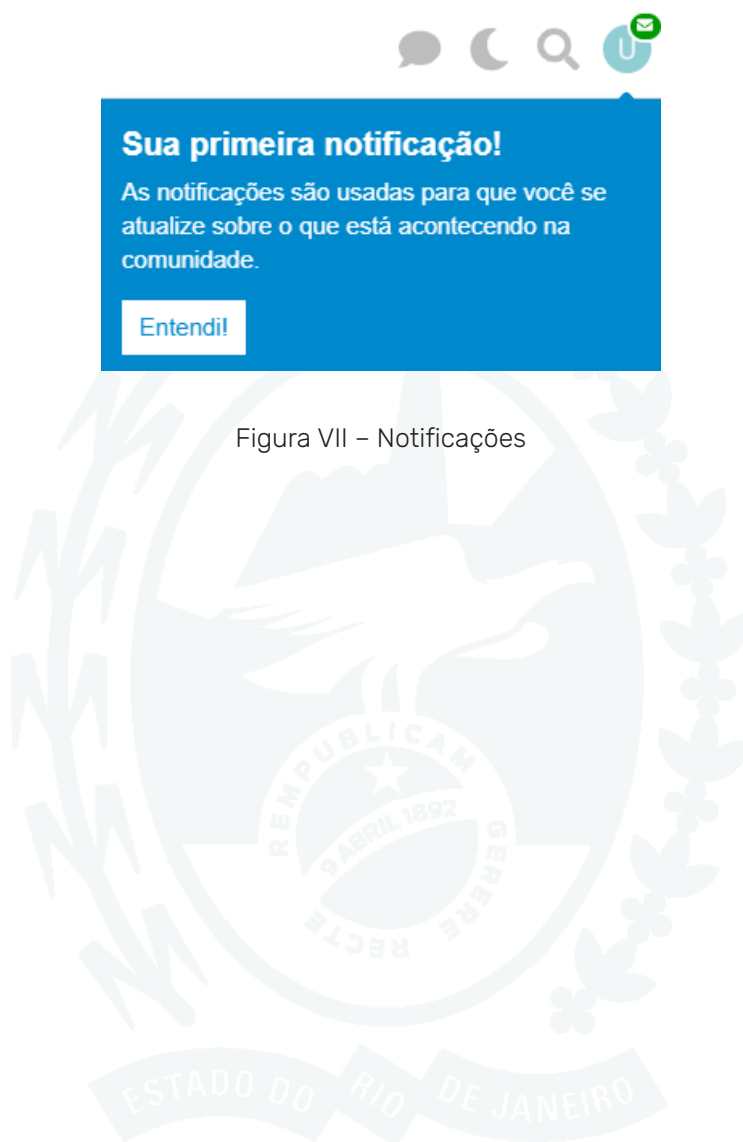 U
Sua primeira notificação!
As notificações são usadas para que você se
atualize sobre o que está acontecendo na
comunidade.
Entendi!
Figura VII – Notificações
REMPUBLICAM
GERERE
RECTE
9 ABRIL 1892
ESTADO DO RIO DE JANEIRO